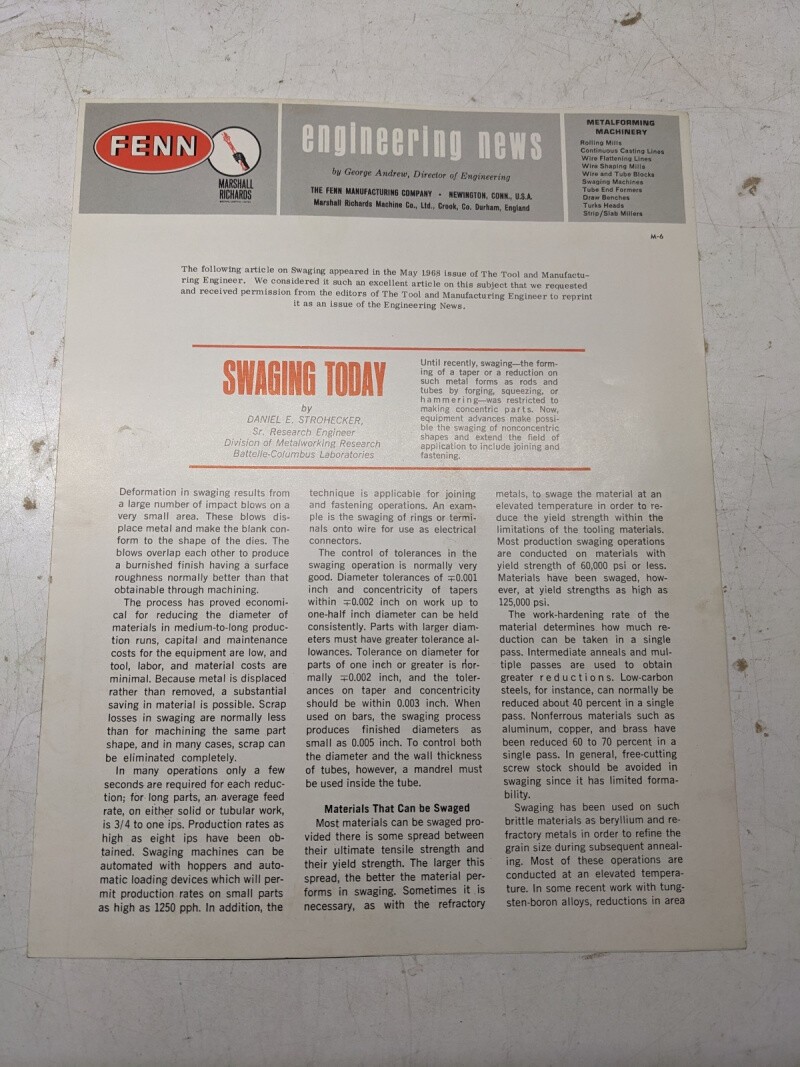 FENN
MARSHALL
RICHARDS
engineering news
by George Andrew, Director of Engineering
THE FENN MANUFACTURING COMPANY • NEWINGTON, CONN., U.S.A.
Marshall Richards Machine Co., Ltd., Crook, Co. Durham, England
METALFORMING
MACHINERY
Rolling Mills
Continuous Casting Lines
Wire Flattening Lines
Wire Shaping Mills
Wire and Tube Blocks
Swaging Machines
Tube End Formers
Draw Benches
Turks Heads
Strip/Slab Millers
M-6
The following article on Swaging appeared in the May 1968 issue of The Tool and Manufactu-
ring Engineer. We considered it such an excellent article on this subject that we requested
and received permission from the editors of The Tool and Manufacturing Engineer to reprint
it as an issue of the Engineering News.
SWAGING TODAY
by
DANIEL E. STROHECKER,
Sr. Research Engineer
Division of Metalworking Research
Battelle-Columbus Laboratories
Until recently, swaging—the form-
ing of a taper or a reduction on
such metal forms as rods and
tubes by forging, squeezing, or
hammering—was restricted to
making concentric parts. Now,
equipment advances make possi-
ble the swaging of nonconcentric
shapes and extend the field of
application to include joining and
fastening.
Deformation in swaging results from
a large number of impact blows on a
very small area. These blows dis-
place metal and make the blank con-
form to the shape of the dies. The
blows overlap each other to produce
a burnished finish having a surface
roughness normally better than that
obtainable through machining.
The process has proved economi-
cal for reducing the diameter of
materials in medium-to-long produc-
tion runs, capital and maintenance
costs for the equipment are low, and
tool, labor, and material costs are
minimal. Because metal is displaced
rather than removed, a substantial
saving in material is possible. Scrap
losses in swaging are normally less
than for machining the same part
shape, and in many cases, scrap can
be eliminated completely.
In many operations only a few
seconds are required for each reduc-
tion; for long parts, an average feed
rate, on either solid or tubular work,
is 3/4 to one ips. Production rates as
high as eight ips have been ob-
tained. Swaging machines can be
automated with hoppers and auto-
matic loading devices which will per-
mit production rates on small parts
as high as 1250 pph. In addition, the
technique is applicable for joining
and fastening operations. An exam-
ple is the swaging of rings or termi-
nals onto wire for use as electrical
connectors.
The control of tolerances in the
swaging operation is normally very
good. Diameter tolerances of ∓0.001
inch and concentricity of tapers
within ∓0.002 inch on work up to
one-half inch diameter can be held
consistently. Parts with larger diam-
eters must have greater tolerance al-
lowances. Tolerance on diameter for
parts of one inch or greater is nor-
mally ∓0.002 inch, and the toler-
ances on taper and concentricity
should be within 0.003 inch. When
used on bars, the swaging process
produces finished diameters as
small as 0.005 inch. To control both
the diameter and the wall thickness
of tubes, however, a mandrel must
be used inside the tube.
Materials That Can be Swaged
Most materials can be swaged pro-
vided there is some spread between
their ultimate tensile strength and
their yield strength. The larger this
spread, the better the material per-
forms in swaging. Sometimes it is
necessary, as with the refractory
metals, to swage the material at an
elevated temperature in order to re-
duce the yield strength within the
limitations of the tooling materials.
Most production swaging operations
are conducted on materials with
yield strength of 60,000 psi or less.
Materials have been swaged, how-
ever, at yield strengths as high as
125,000 psi.
The work-hardening rate of the
material determines how much re-
duction can be taken in a single
pass. Intermediate anneals and mul-
tiple passes are used to obtain
greater reductions. Low-carbon
steels, for instance, can normally be
reduced about 40 percent in a single
pass. Nonferrous materials such as
aluminum, copper, and brass have
been reduced 60 to 70 percent in a
single pass. In general, free-cutting
screw stock should be avoided in
swaging since it has limited forma-
bility.
Swaging has been used on such
brittle materials as beryllium and re-
fractory metals in order to refine the
grain size during subsequent anneal-
ing. Most of these operations are
conducted at an elevated tempera-
ture. In some recent work with tung-
sten-boron alloys, reductions in area